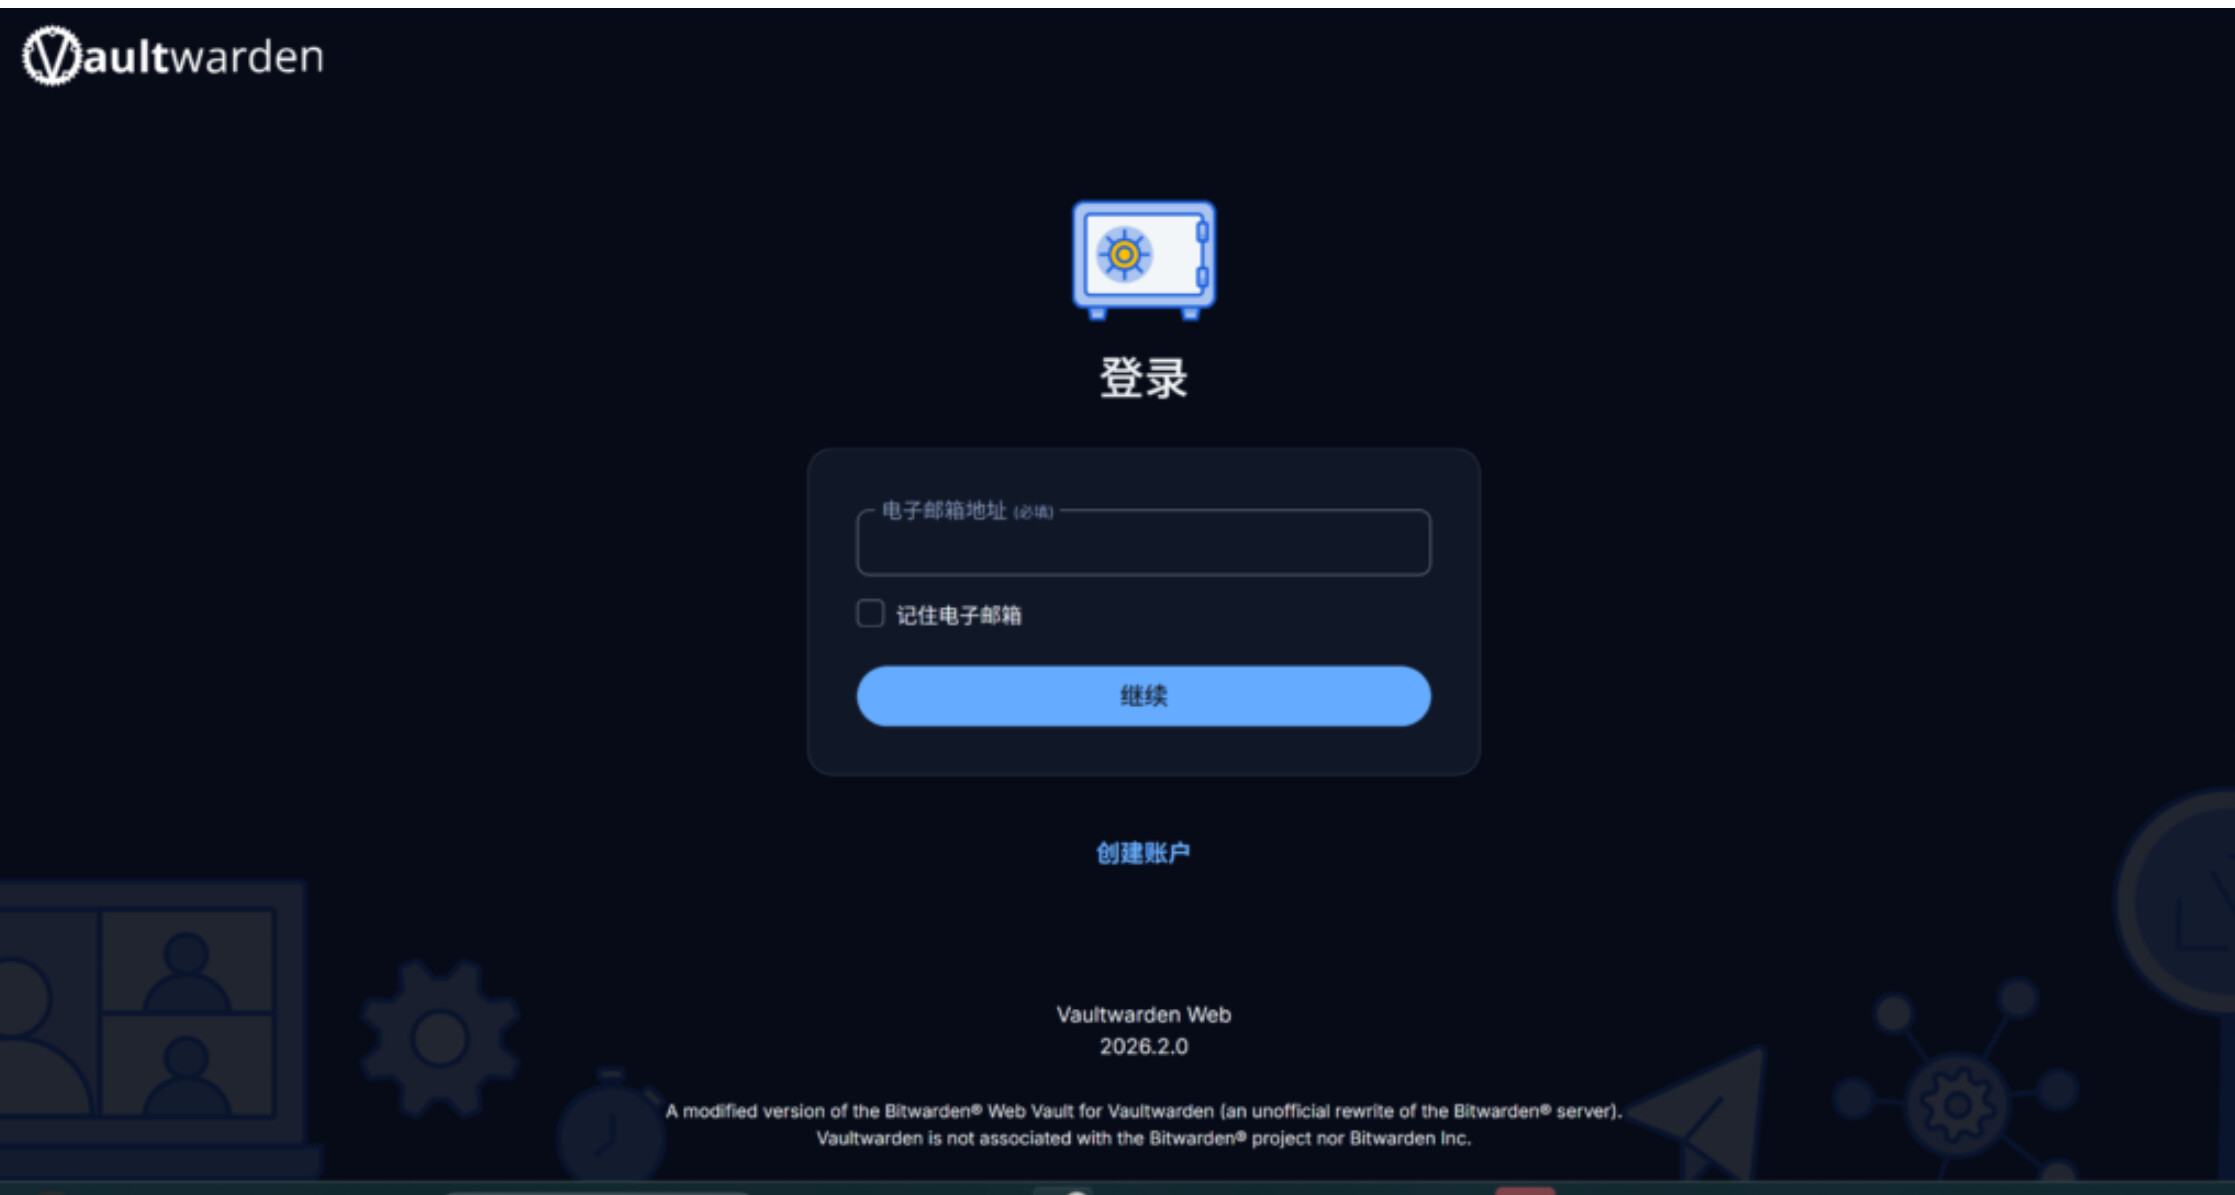 Vaultwarden
登录
电子邮箱地址 (必填)
记住电子邮箱
继续
创建账户
Vaultwarden Web
2026.2.0
A modified version of the Bitwarden® Web Vault for Vaultwarden (an unofficial rewrite of the Bitwarden® server).
Vaultwarden is not associated with the Bitwarden® project nor Bitwarden Inc.